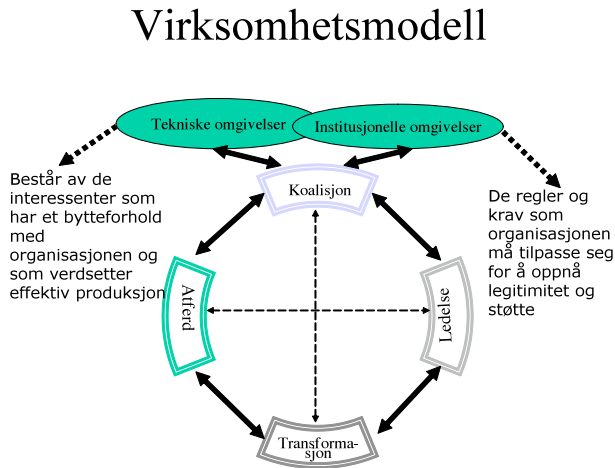 Virksomhetsmodell
Tekniske omgivelser
Institusjonelle omgivelser
Består av de
interessenter som
har et bytteforhold
med
organisasjonen og
som verdsetter
effektiv produksjon
Koalisjon
De regler og
krav som
organisasjonen
må tilpasse seg
for å oppnå
legitimitet og
støtte
Atferd
Ledelse
Transforma-
sjon